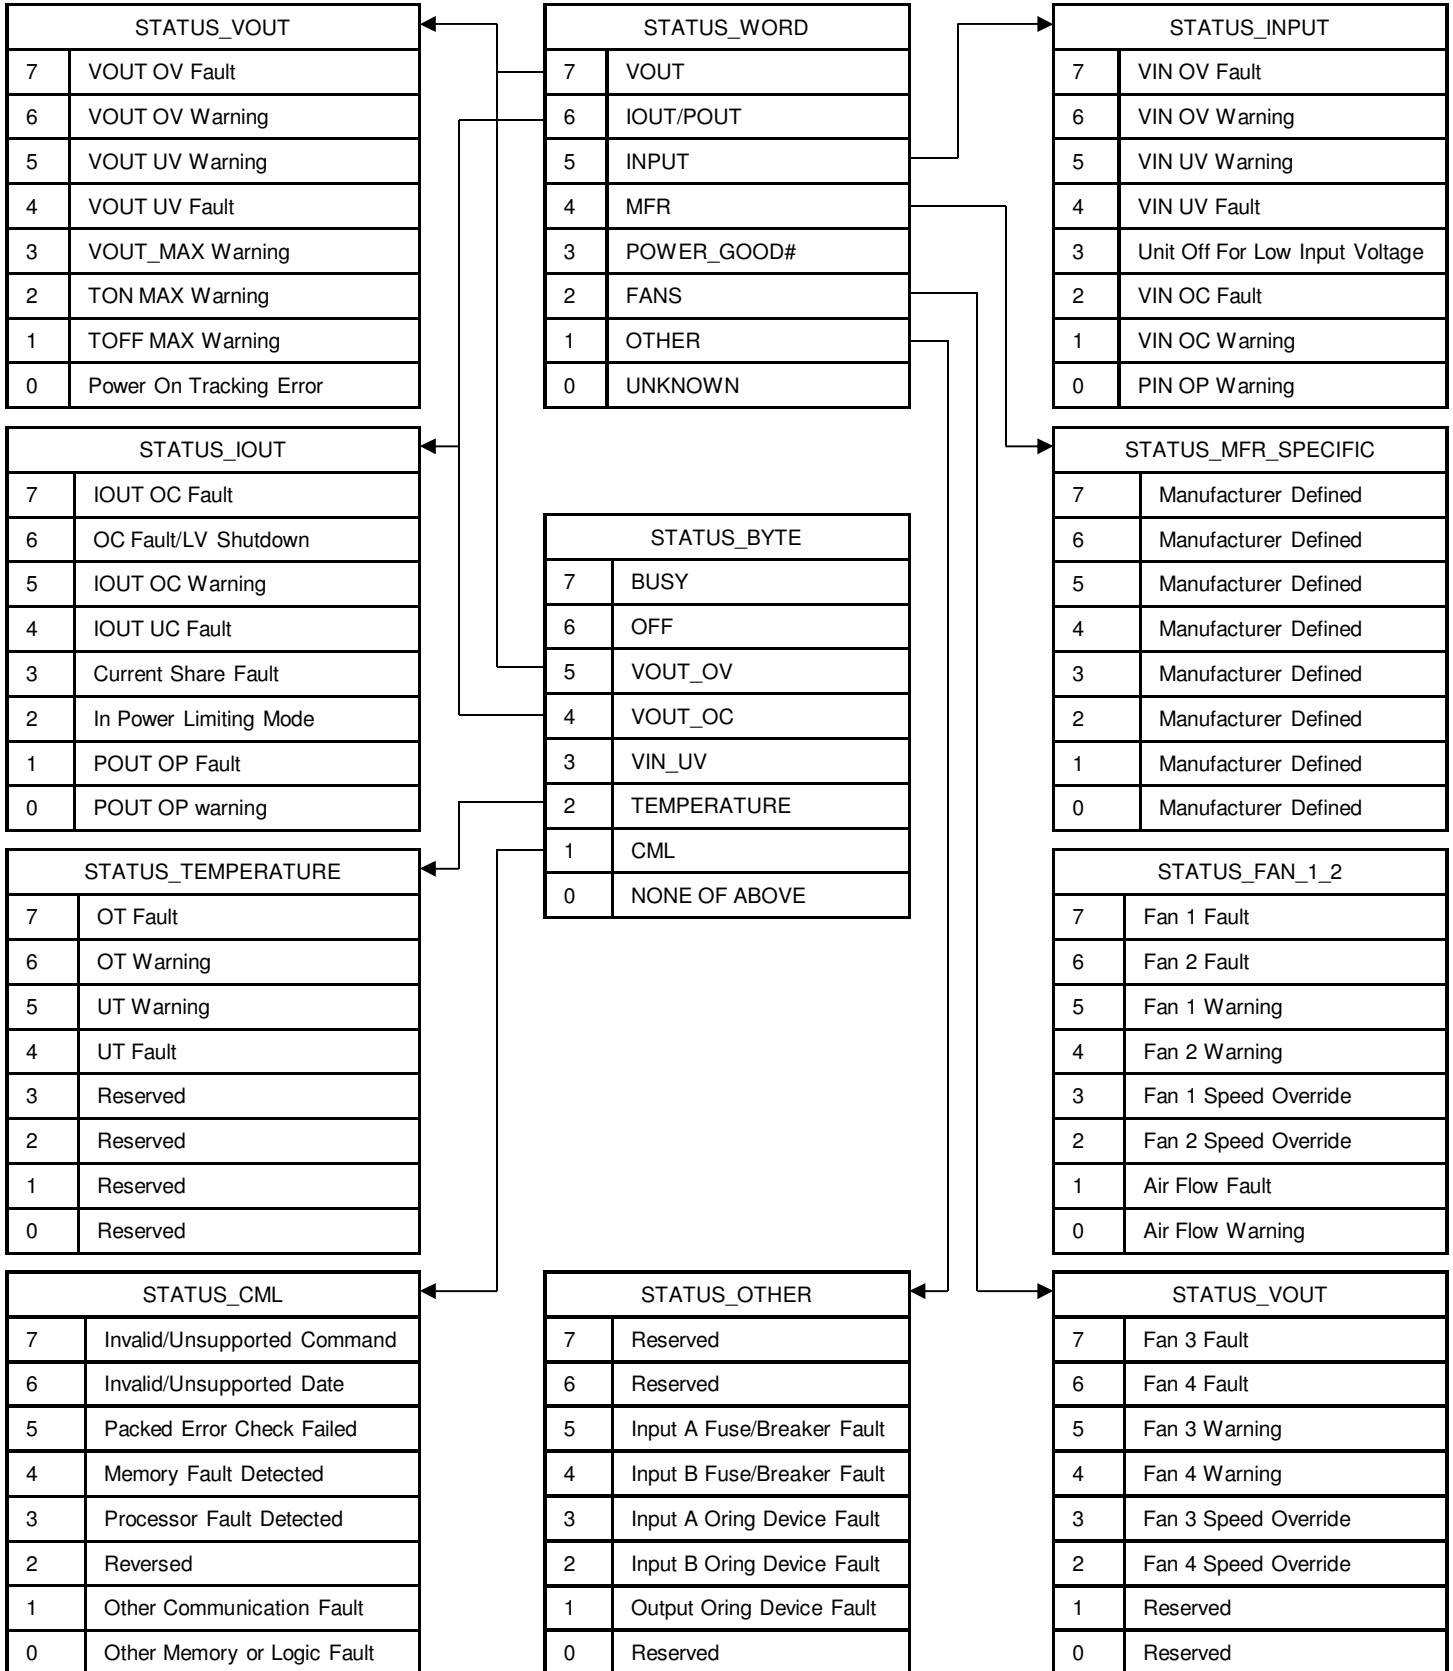 STATUS_VOUT
7 VOUT OV Fault
6 VOUT OV Warning
5 VOUT UV Warning
4 VOUT UV Fault
3 VOUT_MAX Warning
2 TON MAX Warning
1 TOFF MAX Warning
0 Power On Tracking Error
STATUS_WORD
7 VOUT
6 IOUT/POUT
5 INPUT
4 MFR
3 POWER_GOOD#
2 FANS
1 OTHER
0 UNKNOWN
STATUS_INPUT
7 VIN OV Fault
6 VIN OV Warning
5 VIN UV Warning
4 VIN UV Fault
3 Unit Off For Low Input Voltage
2 VIN OC Fault
1 VIN OC Warning
0 PIN OP Warning
STATUS_IOUT
7 IOUT OC Fault
6 OC Fault/LV Shutdown
5 IOUT OC Warning
4 IOUT UC Fault
3 Current Share Fault
2 In Power Limiting Mode
1 POUT OP Fault
0 POUT OP warning
STATUS_BYTE
7 BUSY
6 OFF
5 VOUT_OV
4 VOUT_OC
3 VIN_UV
2 TEMPERATURE
1 CML
0 NONE OF ABOVE
STATUS_MFR_SPECIFIC
7 Manufacturer Defined
6 Manufacturer Defined
5 Manufacturer Defined
4 Manufacturer Defined
3 Manufacturer Defined
2 Manufacturer Defined
1 Manufacturer Defined
0 Manufacturer Defined
STATUS_TEMPERATURE
7 OT Fault
6 OT Warning
5 UT Warning
4 UT Fault
3 Reserved
2 Reserved
1 Reserved
0 Reserved
STATUS_FAN_1_2
7 Fan 1 Fault
6 Fan 2 Fault
5 Fan 1 Warning
4 Fan 2 Warning
3 Fan 1 Speed Override
2 Fan 2 Speed Override
1 Air Flow Fault
0 Air Flow Warning
STATUS_CML
7 Invalid/Unsupported Command
6 Invalid/Unsupported Date
5 Packed Error Check Failed
4 Memory Fault Detected
3 Processor Fault Detected
2 Reversed
1 Other Communication Fault
0 Other Memory or Logic Fault
STATUS_OTHER
7 Reserved
6 Reserved
5 Input A Fuse/Breaker Fault
4 Input B Fuse/Breaker Fault
3 Input A Oring Device Fault
2 Input B Oring Device Fault
1 Output Oring Device Fault
0 Reserved
STATUS_VOUT
7 Fan 3 Fault
6 Fan 4 Fault
5 Fan 3 Warning
4 Fan 4 Warning
3 Fan 3 Speed Override
2 Fan 4 Speed Override
1 Reserved
0 Reserved